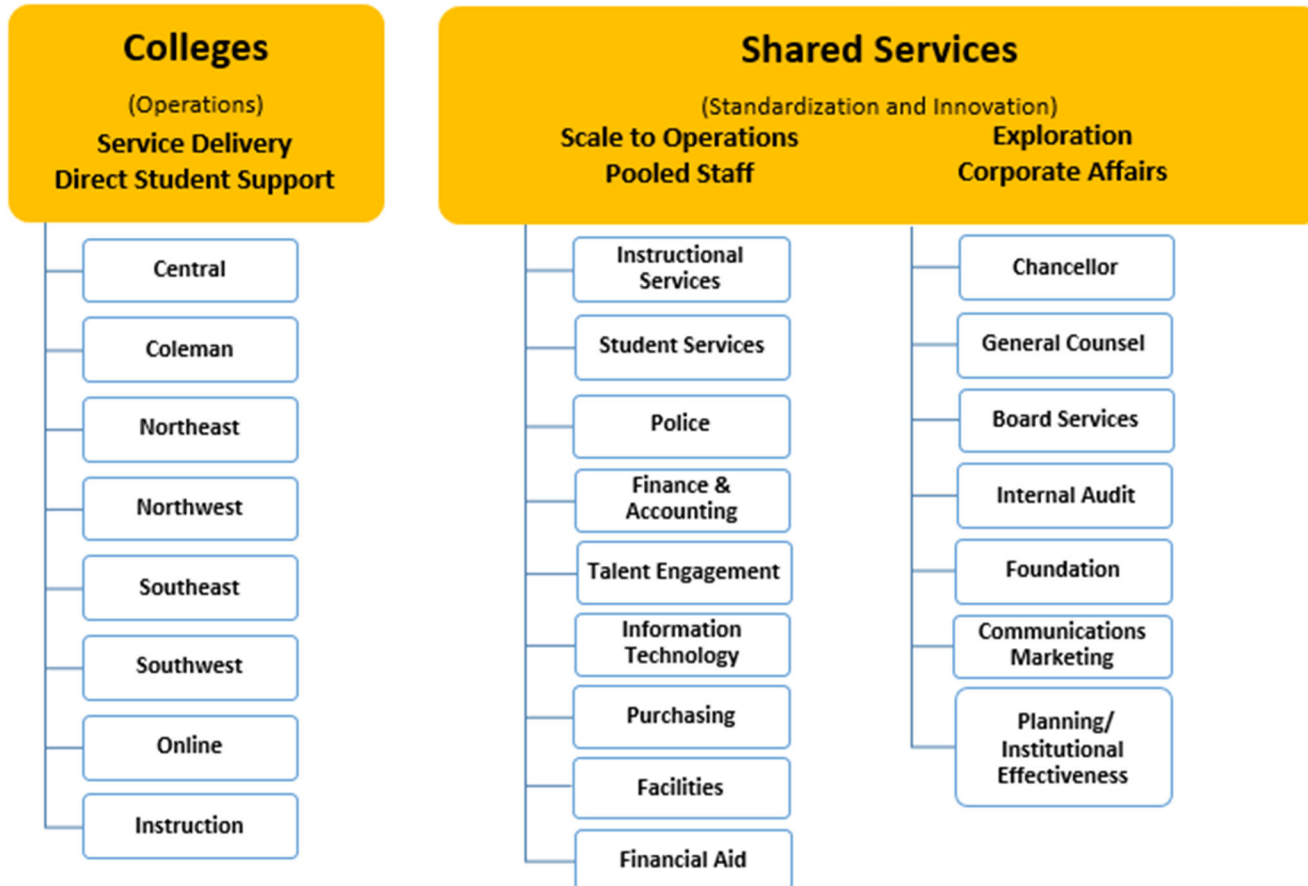 Colleges
(Operations)
Service Delivery
Direct Student Support
Central
Coleman
Northeast
Northwest
Southeast
Southwest
Online
Instruction
Shared Services
(Standardization and Innovation)
Scale to Operations
Pooled Staff
Instructional
Services
Student Services
Police
Finance &
Accounting
Talent Engagement
Information
Technology
Purchasing
Facilities
Financial Aid
Exploration
Corporate Affairs
Chancellor
General Counsel
Board Services
Internal Audit
Foundation
Communications
Marketing
Planning/
Institutional
Effectiveness